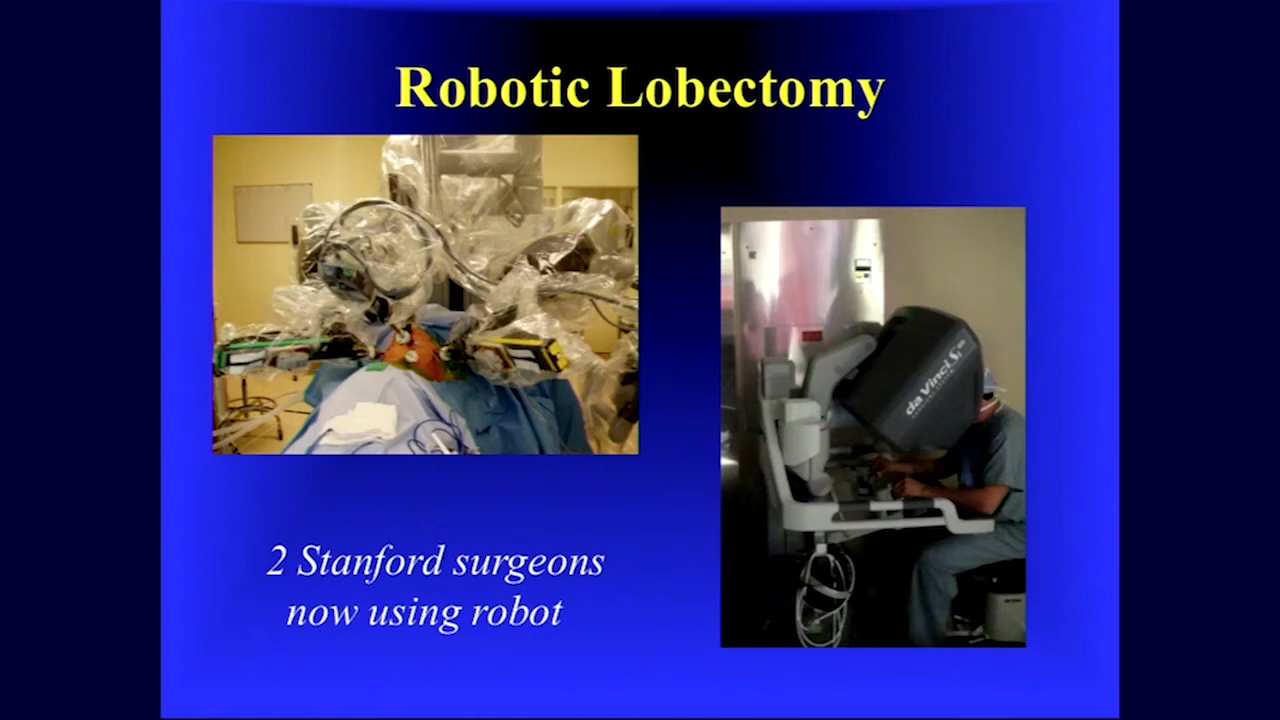 Robotic Lobectomy
da Vinci S
2 Stanford surgeons
now using robot